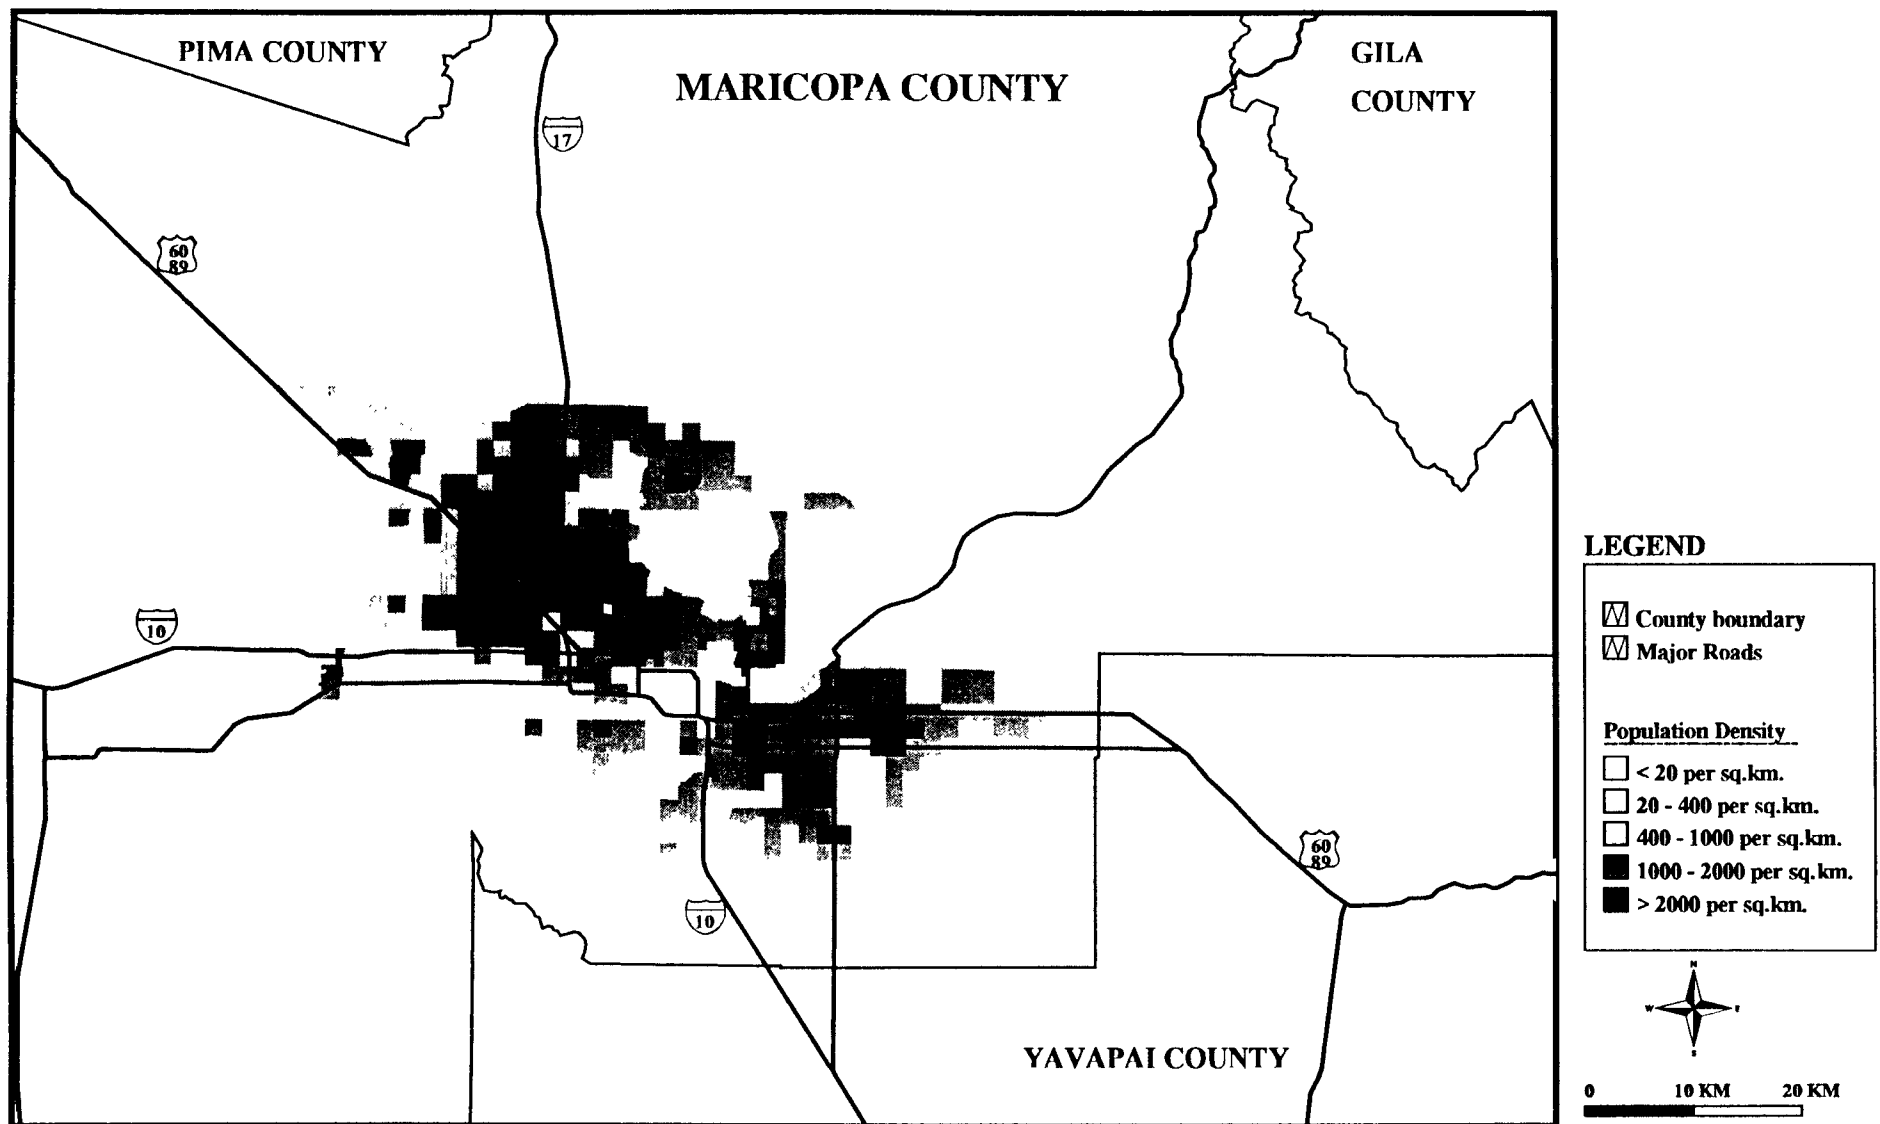 PIMA COUNTY
MARICOPA COUNTY
GILA
COUNTY
17
60
89
10
LEGEND
County boundary
Major Roads
Population Density
< 20 per sq.km.
20 - 400 per sq.km.
400 - 1000 per sq.km.
1000 - 2000 per sq.km.
> 2000 per sq.km.
60
89
10
N
W E
S
YAVAPAI COUNTY
0 10 KM 20 KM